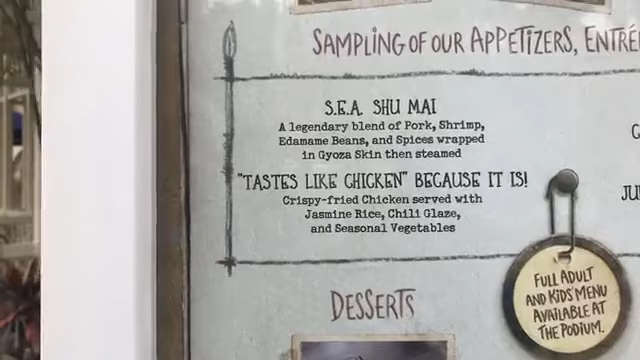 SAMPLING OF OUR APPETIZERS,
S.E.A. SHU MAI
A legendary blend of Pork, Shrimp,
Edamame Beans, and Spices wrapped
in Gyoza Skin then steamed
"TASTES LIKE CHICKEN" BECAUSE IT IS!
Crispy-fried Chicken served with
Jasmine Rice, Chili Glaze,
and Seasonal Vegetables
DESSERTS
FULL ADULT
AND KIDS' MENU
AVAILABLE AT
THE PODIUM.